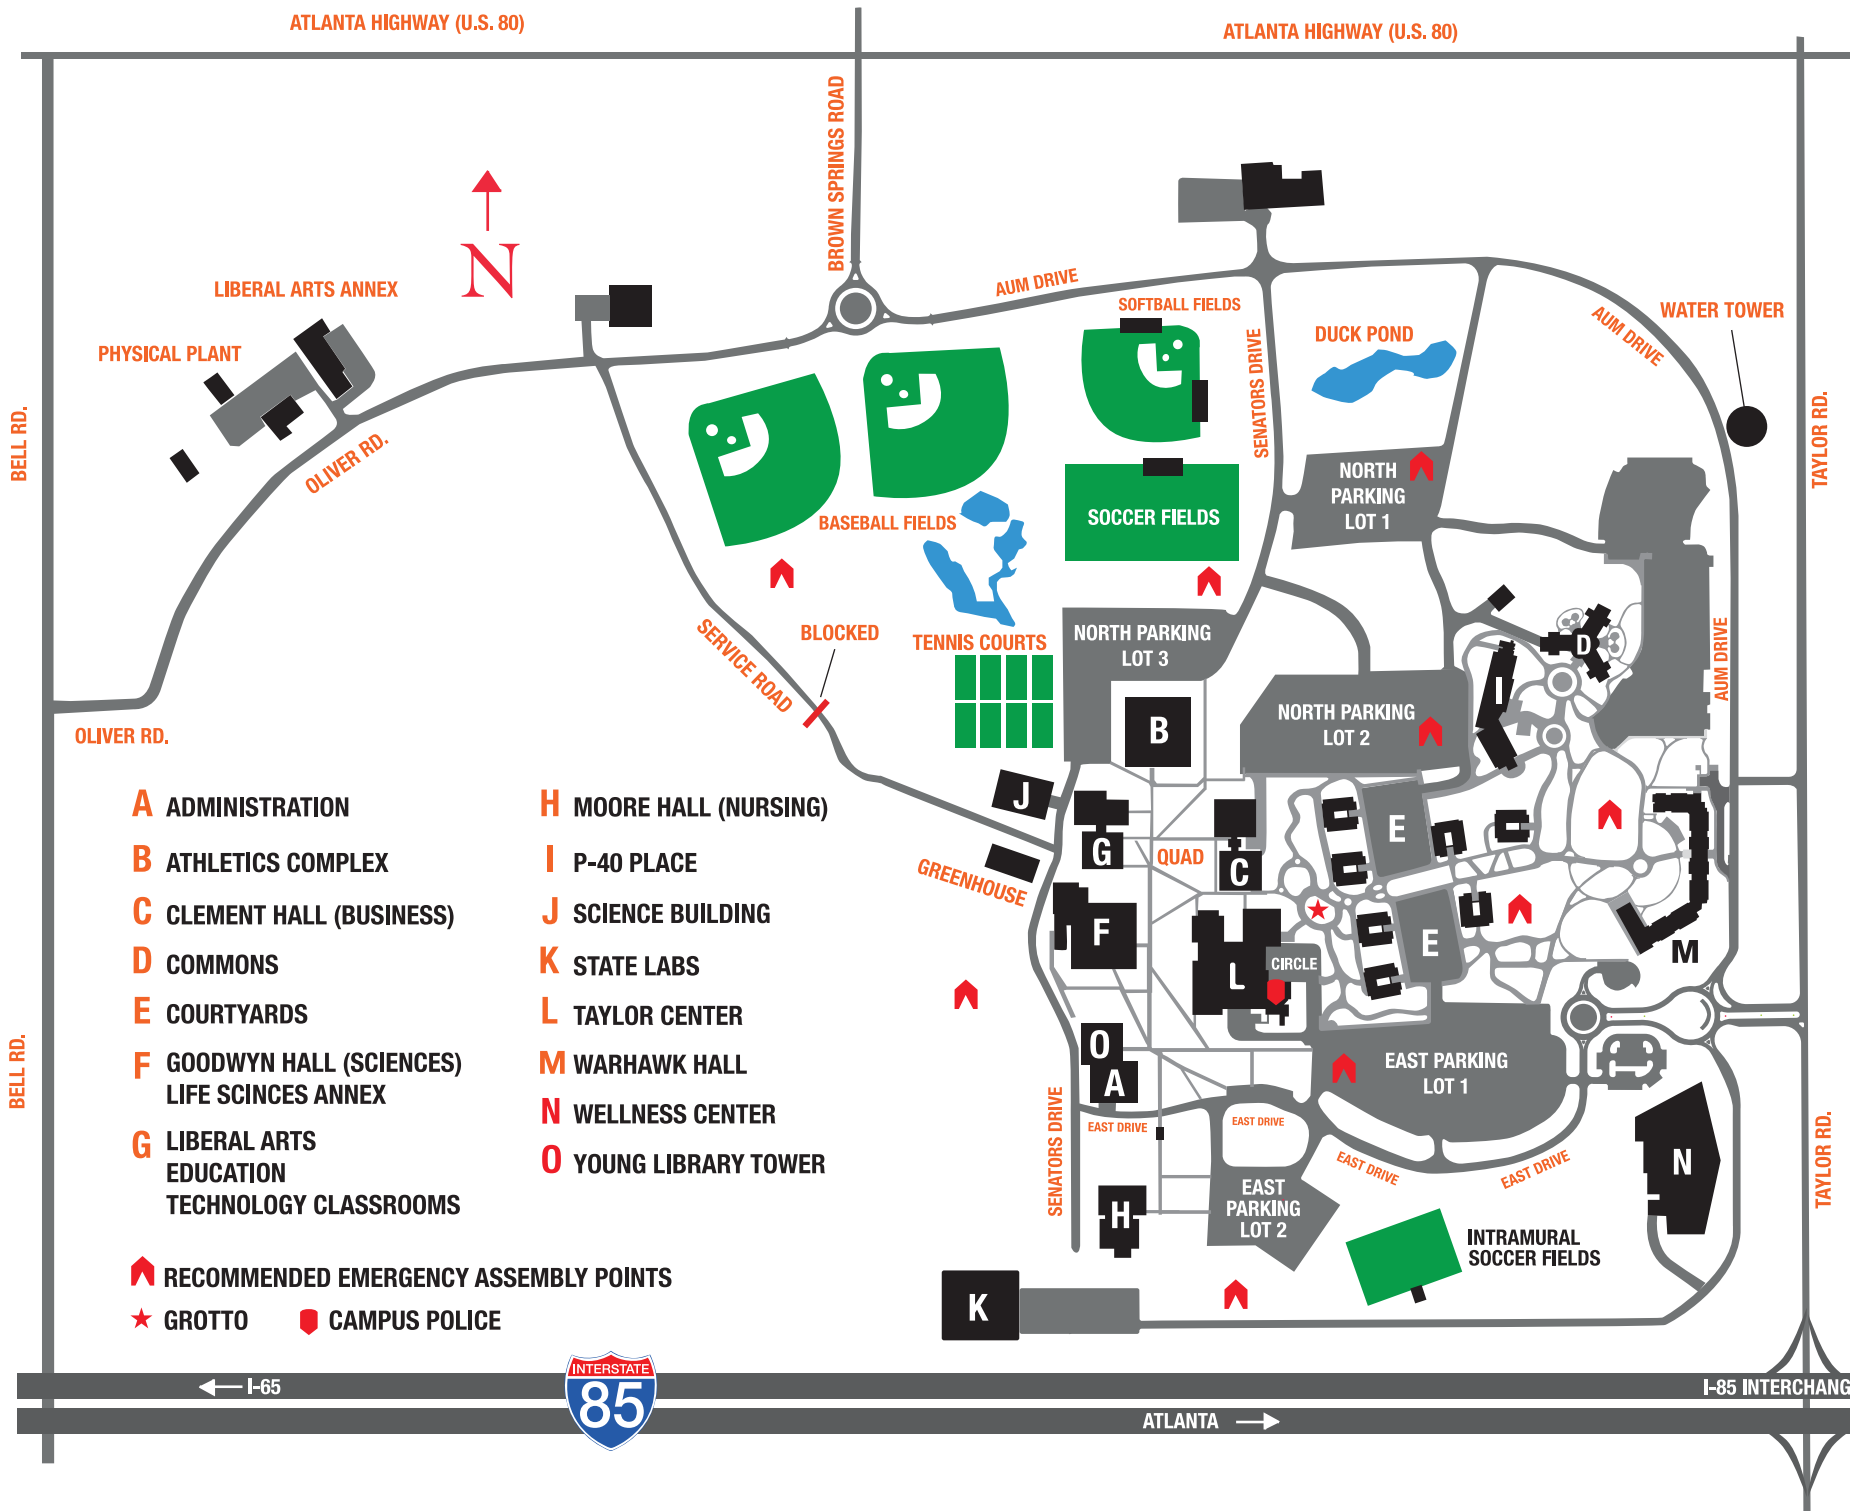 ATLANTA HIGHWAY (U.S. 80)
ATLANTA HIGHWAY (U.S. 80)
BROWN SPRINGS ROAD
N
LIBERAL ARTS ANNEX
PHYSICAL PLANT
AUM DRIVE
SOFTBALL FIELDS
SENATORS DRIVE
DUCK POND
AUM DRIVE
WATER TOWER
BELL RD.
OLIVER RD.
TAYLOR RD.
NORTH
PARKING
LOT 1
BASEBALL FIELDS
SOCCER FIELDS
SERVICE ROAD
BLOCKED
TENNIS COURTS
NORTH PARKING
LOT 3
D
I
AUM DRIVE
NORTH PARKING
LOT 2
B
OLIVER RD.
A ADMINISTRATION
B ATHLETICS COMPLEX
C CLEMENT HALL (BUSINESS)
D COMMONS
E COURTYARDS
F GOODWYN HALL (SCIENCES)
LIFE SCINCES ANNEX
G LIBERAL ARTS
EDUCATION
TECHNOLOGY CLASSROOMS
H MOORE HALL (NURSING)
I P-40 PLACE
J SCIENCE BUILDING
K STATE LABS
L TAYLOR CENTER
M WARHAWK HALL
N WELLNESS CENTER
O YOUNG LIBRARY TOWER
J
G
QUAD
C
E
GREENHOUSE
F
L
CIRCLE
E
M
O
A
EAST PARKING
LOT 1
BELL RD.
SENATORS DRIVE
EAST DRIVE
EAST DRIVE
EAST DRIVE
EAST DRIVE
N
TAYLOR RD.
H
EAST
PARKING
LOT 2
INTRAMURAL
SOCCER FIELDS
K
RECOMMENDED EMERGENCY ASSEMBLY POINTS
GROTTO
CAMPUS POLICE
I-65
INTERSTATE
85
I-85 INTERCHANG
ATLANTA